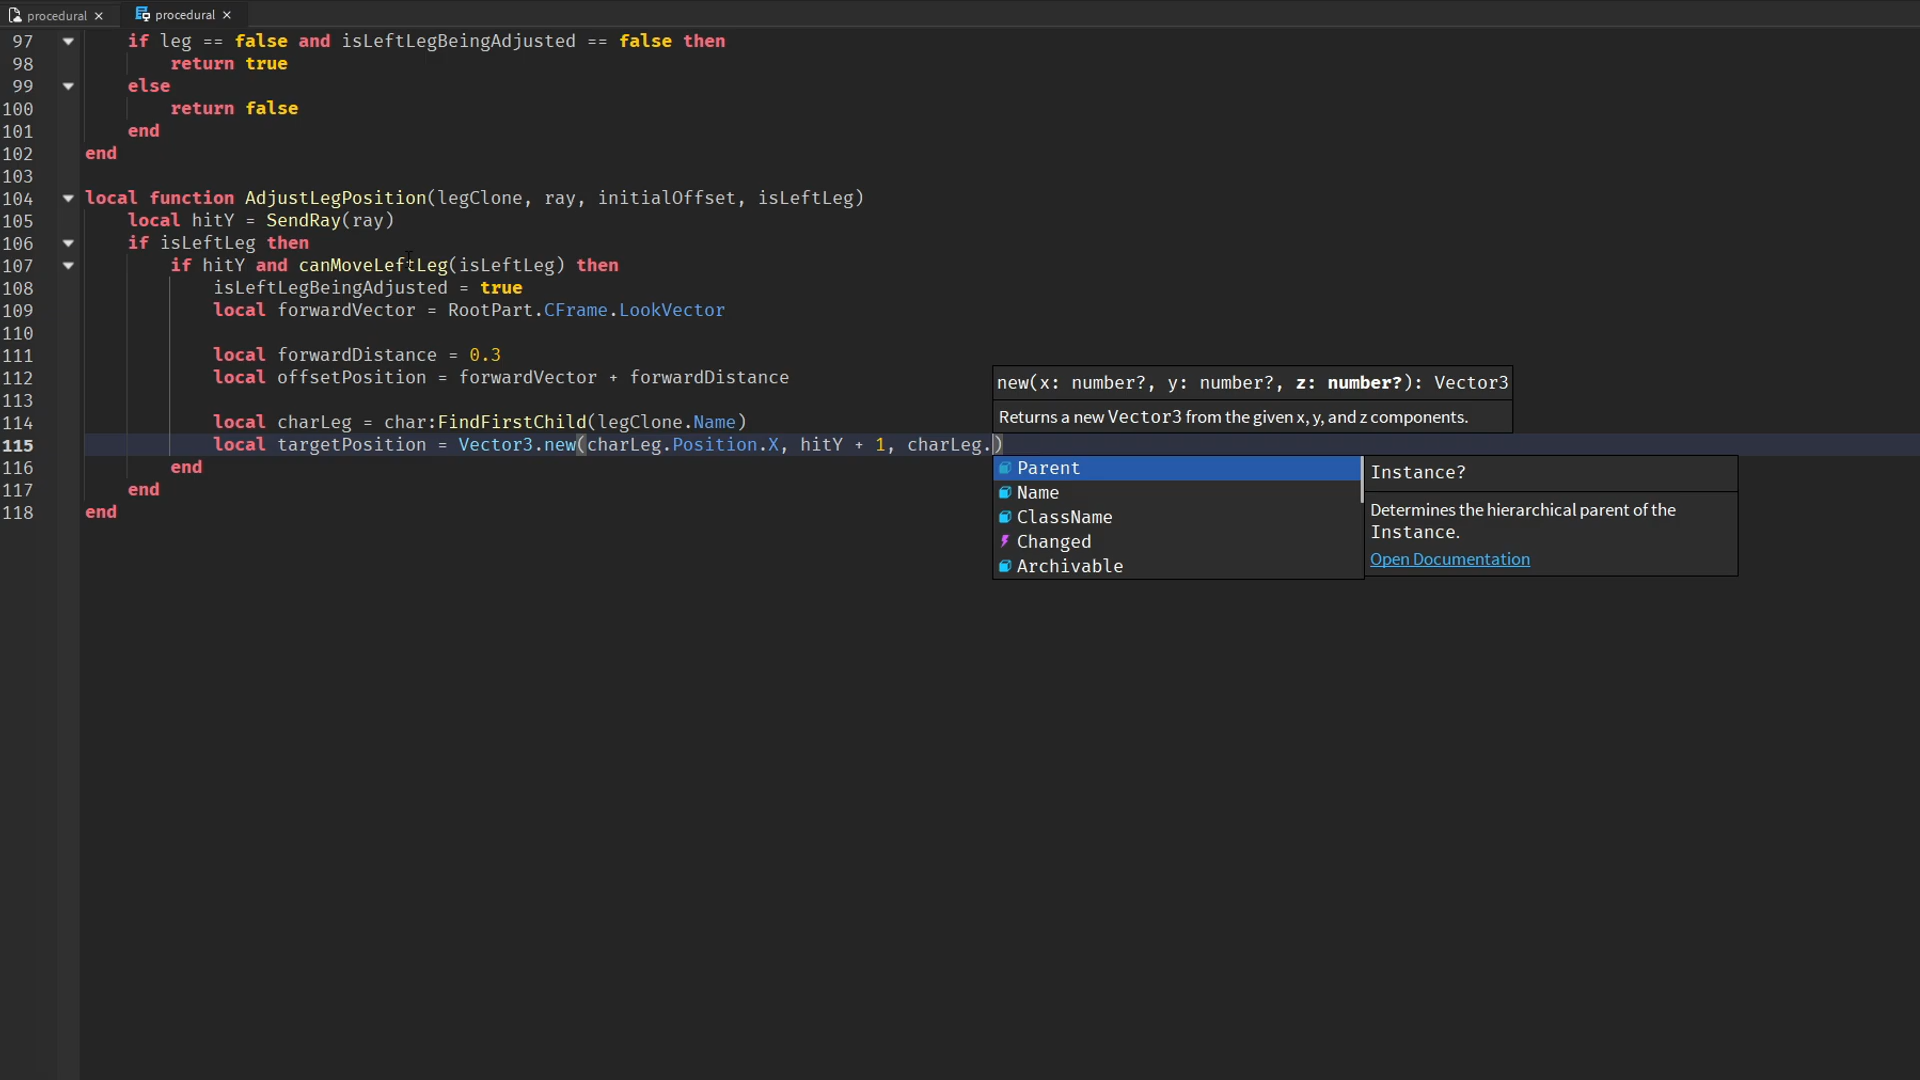 procedural × procedural ×
97 if leg == false and isLeftLegBeingAdjusted == false then
98 return true
99 else
100 return false
101 end
102 end
103
104 local function AdjustLegPosition(legClone, ray, initialOffset, isLeftLeg)
105 local hitY = SendRay(ray)
106 if isLeftLeg then
107 if hitY and canMoveLeftLeg(isLeftLeg) then
108 isLeftLegBeingAdjusted = true
109 local forwardVector = RootPart.CFrame.LookVector
110
111 local forwardDistance = 0.3
112 local offsetPosition = forwardVector + forwardDistance
113
new(x: number?, y: number?, z: number?): Vector3
Returns a new Vector3 from the given x, y, and z components.
114 local charLeg = char:FindFirstChild(legClone.Name)
115 local targetPosition = Vector3.new(charLeg.Position.X, hitY + 1, charLeg.)
116 end
117 end
118 end
Parent
Name
ClassName
Changed
Archivable
Instance?
Determines the hierarchical parent of the
Instance.
Open Documentation